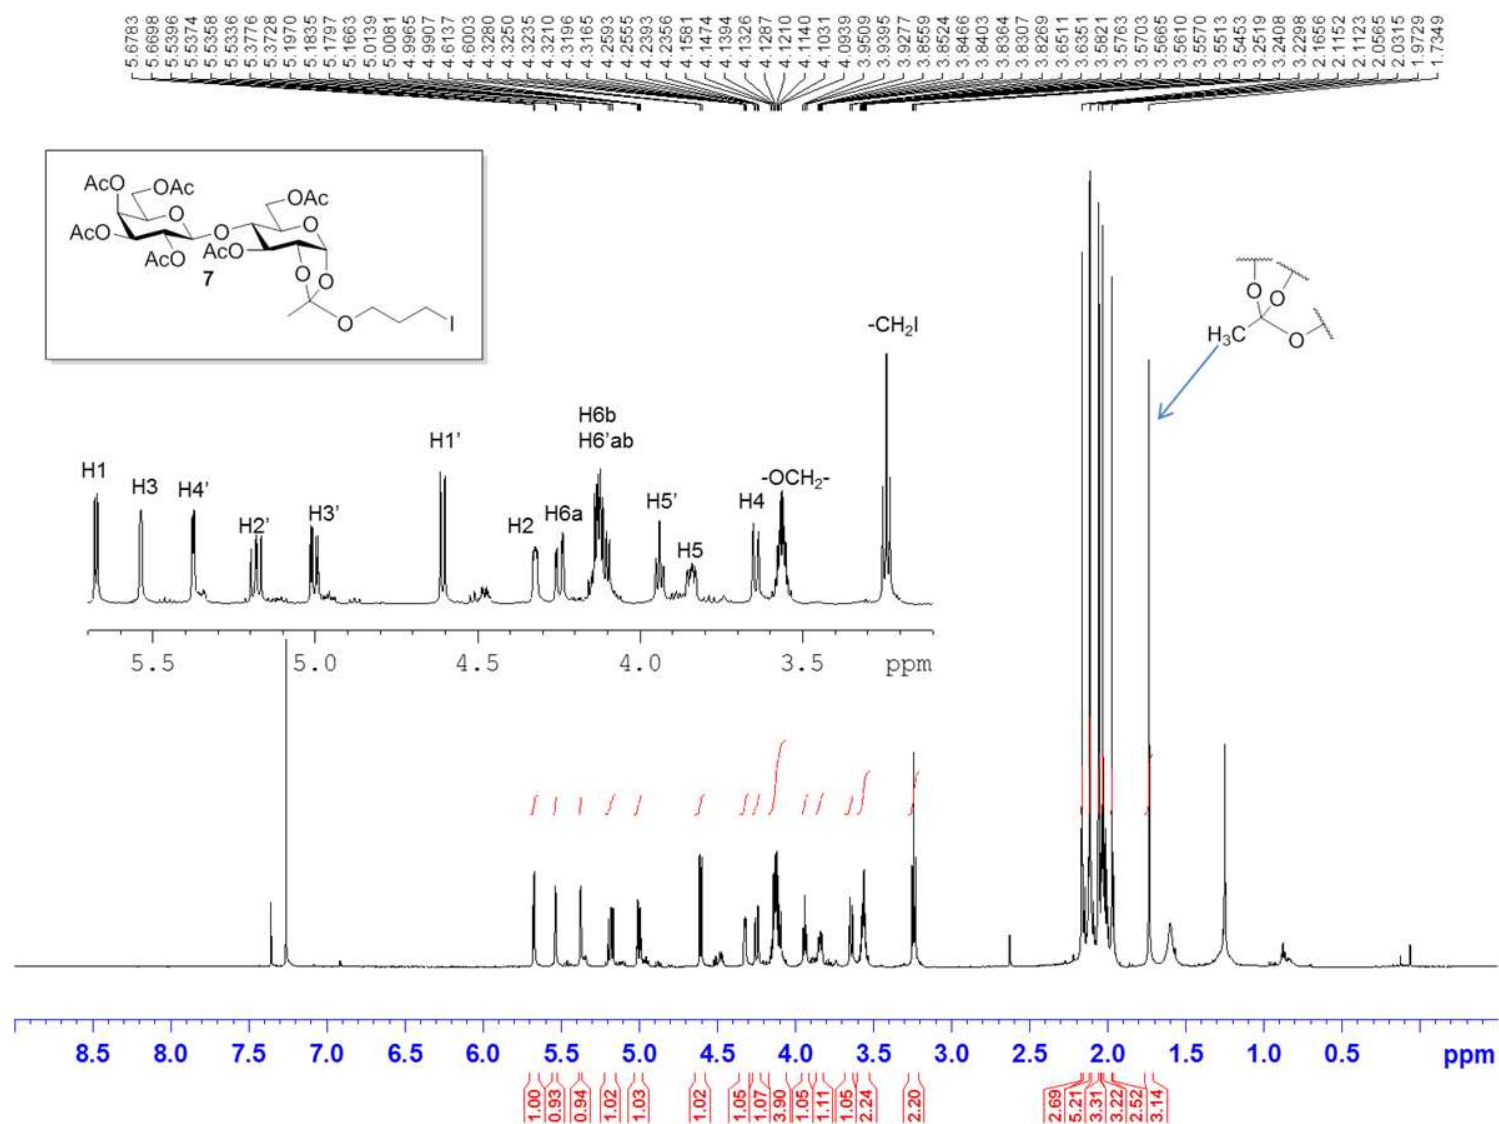 5.6783 5.6698 5.5396 5.5374 5.5358 5.5336 5.3776 5.3728 5.1970 5.1835 5.1797 5.1663 5.0139 5.0081 4.9965 4.9907 4.6137 4.6003 4.3280 4.3250 4.3235 4.3210 4.3196 4.3165 4.2593 4.2555 4.2393 4.2356 4.1581 4.1474 4.1394 4.1326 4.1287 4.1210 4.1140 4.1031 4.0939 3.9509 3.9395 3.9277 3.8559 3.8524 3.8466 3.8403 3.8364 3.8307 3.8269 3.6511 3.6351 3.5821 3.5763 3.5703 3.5665 3.5610 3.5570 3.5513 3.5453 3.2519 3.2408 3.2298 2.1656 2.1152 2.1123 2.0565 2.0315 1.9729 1.7349
AcO OAc
OAc
O
O
AcO
O
AcO
AcO
7
O
O
O
I
-CH₂I
O
O
H₃C
O
H6b
H6'ab
H1'
H1
H3
H4'
-OCH₂-
H2'
H3'
H2
H6a
H5'
H4
H5
5.5 5.0 4.5 4.0 3.5 ppm
8.5 8.0 7.5 7.0 6.5 6.0 5.5 5.0 4.5 4.0 3.5 3.0 2.5 2.0 1.5 1.0 0.5 ppm
1.00 0.93 0.94 1.02 1.03 1.02 1.05 1.07 3.90 1.05 1.11 1.05 2.24 2.20 2.69 5.21 3.31 3.22 2.52 3.14